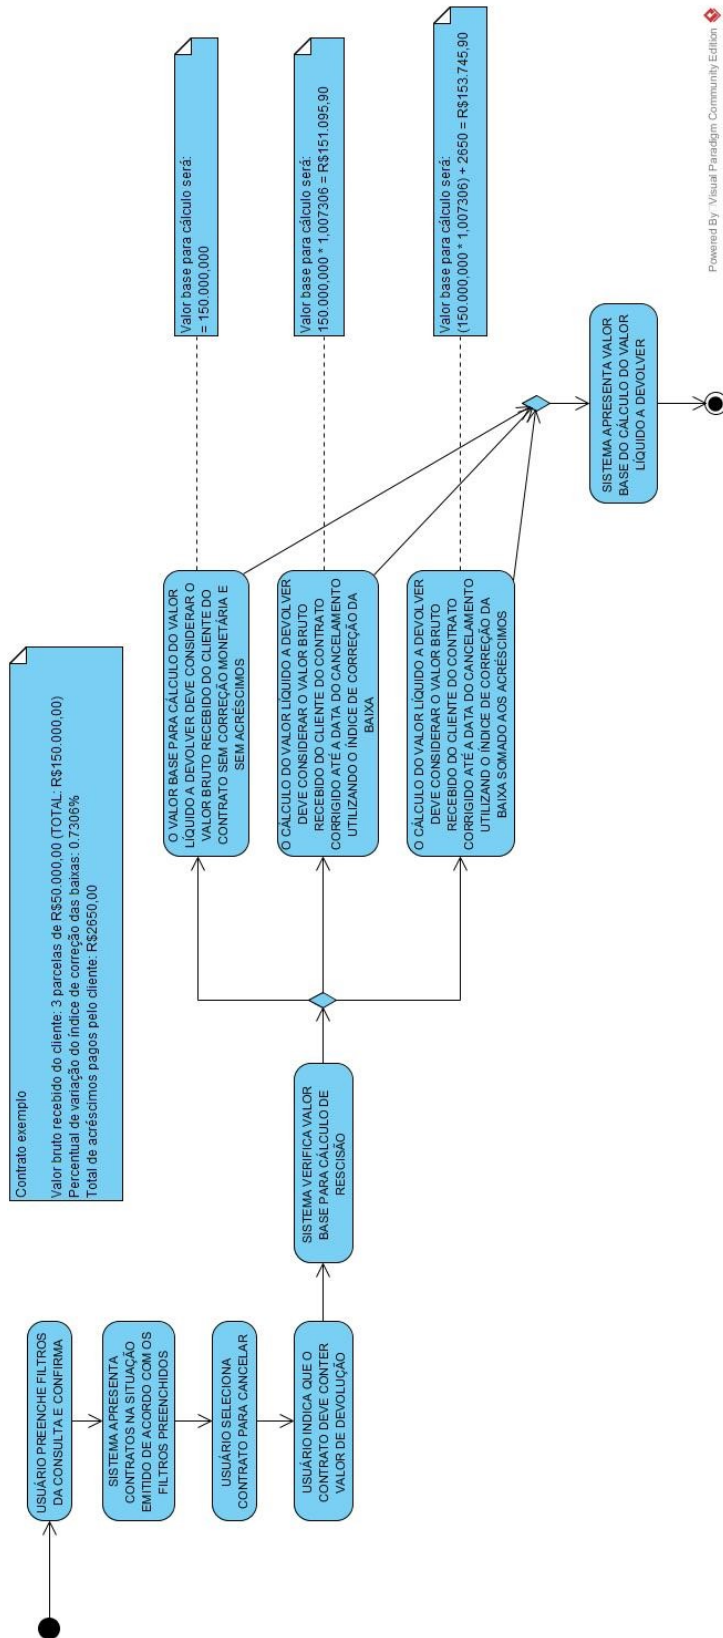 Contrato exemplo
Valor bruto recebido do cliente: 3 parcelas de R$50.000,00 (TOTAL: R$150.000,00)
Percentual de variação do índice de correção das baixas: 0.7306%
Total de acréscimos pagos pelo cliente: R$2650,00
USUÁRIO PREENCHE FILTROS
DA CONSULTA E CONFIRMA
SISTEMA APRESENTA
CONTRATOS NA SITUAÇÃO
EMITIDO DE ACORDO COM OS
FILTROS PREENCHIDOS
USUÁRIO SELECIONA
CONTRATO PARA CANCELAR
USUÁRIO INDICA QUE O
CONTRATO DEVE CONTER
VALOR DE DEVOLUÇÃO
SISTEMA VERIFICA VALOR
BASE PARA CÁLCULO DE
RESCISÃO
O VALOR BASE PARA CÁLCULO DO VALOR
LÍQUIDO A DEVOLVER DEVE CONSIDERAR O
VALOR BRUTO RECEBIDO DO CLIENTE DO
CONTRATO SEM CORREÇÃO MONETÁRIA E
SEM ACRÉSCIMOS
Valor base para cálculo será:
= 150.000,000
O CÁLCULO DO VALOR LÍQUIDO A DEVOLVER
DEVE CONSIDERAR O VALOR BRUTO
RECEBIDO DO CLIENTE DO CONTRATO
CORRIGIDO ATÉ A DATA DO CANCELAMENTO
UTILIZANDO O ÍNDICE DE CORREÇÃO DA
BAIXA
Valor base para cálculo será:
150.000,000 * 1,007306 = R$151.095,90
O CÁLCULO DO VALOR LÍQUIDO A DEVOLVER
DEVE CONSIDERAR O VALOR BRUTO
RECEBIDO DO CLIENTE DO CONTRATO
CORRIGIDO ATÉ A DATA DO CANCELAMENTO
UTILIZANDO O ÍNDICE DE CORREÇÃO DA
BAIXA SOMADO AOS ACRÉSCIMOS
Valor base para cálculo será:
(150.000,000 * 1,007306) + 2650 = R$153.745,90
SISTEMA APRESENTA VALOR
BASE DO CÁLCULO DO VALOR
LÍQUIDO A DEVOLVER
Powered By Visual Paradigm Community Edition